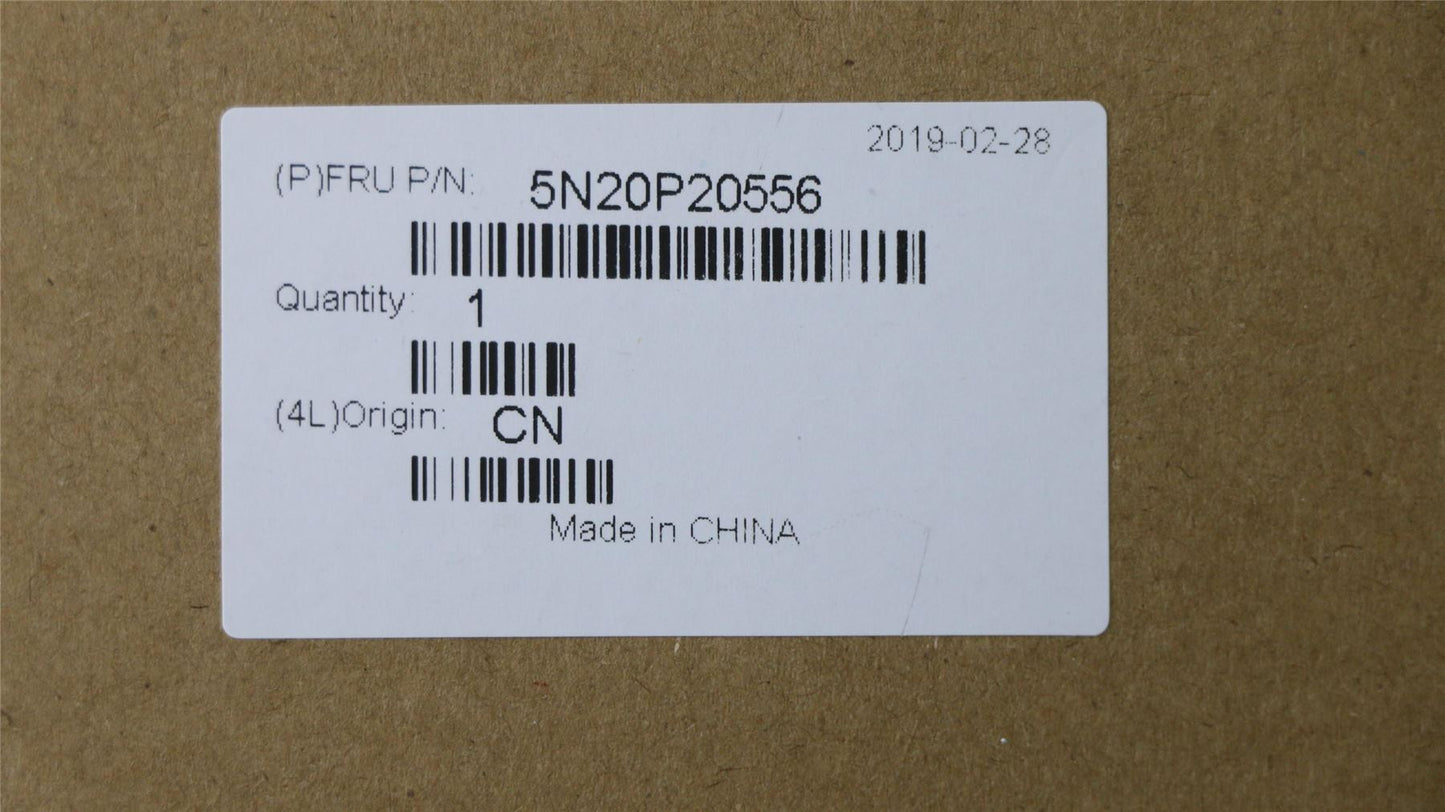 2019-02-28
(P)FRU P/N: 5N20P20556
Quantity: 1
(4L)Origin: CN
Made in CHINA